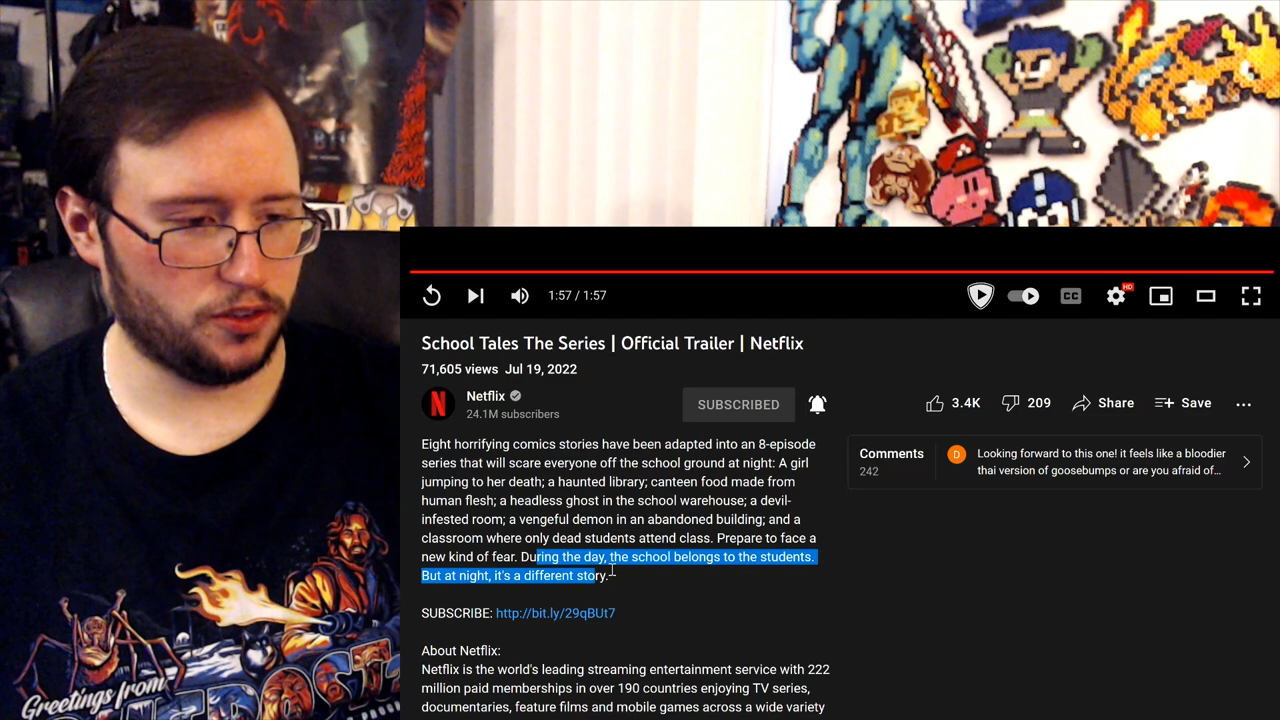 1:57 / 1:57
HD
CC
School Tales The Series | Official Trailer | Netflix
71,605 views Jul 19, 2022
Netflix
24.1M subscribers
SUBSCRIBED
3.4K
209
Share
Save
Eight horrifying comics stories have been adapted into an 8-episode
series that will scare everyone off the school ground at night: A girl
jumping to her death; a haunted library; canteen food made from
human flesh; a headless ghost in the school warehouse; a devil-
infested room; a vengeful demon in an abandoned building; and a
classroom where only dead students attend class. Prepare to face a
new kind of fear. During the day, the school belongs to the students.
But at night, it's a different story.
SUBSCRIBE: http://bit.ly/29qBUt7
About Netflix:
Netflix is the world's leading streaming entertainment service with 222
million paid memberships in over 190 countries enjoying TV series,
documentaries, feature films and mobile games across a wide variety
Comments
242
D
Looking forward to this one! it feels like a bloodier
thai version of goosebumps or are you afraid of...
Greetings from